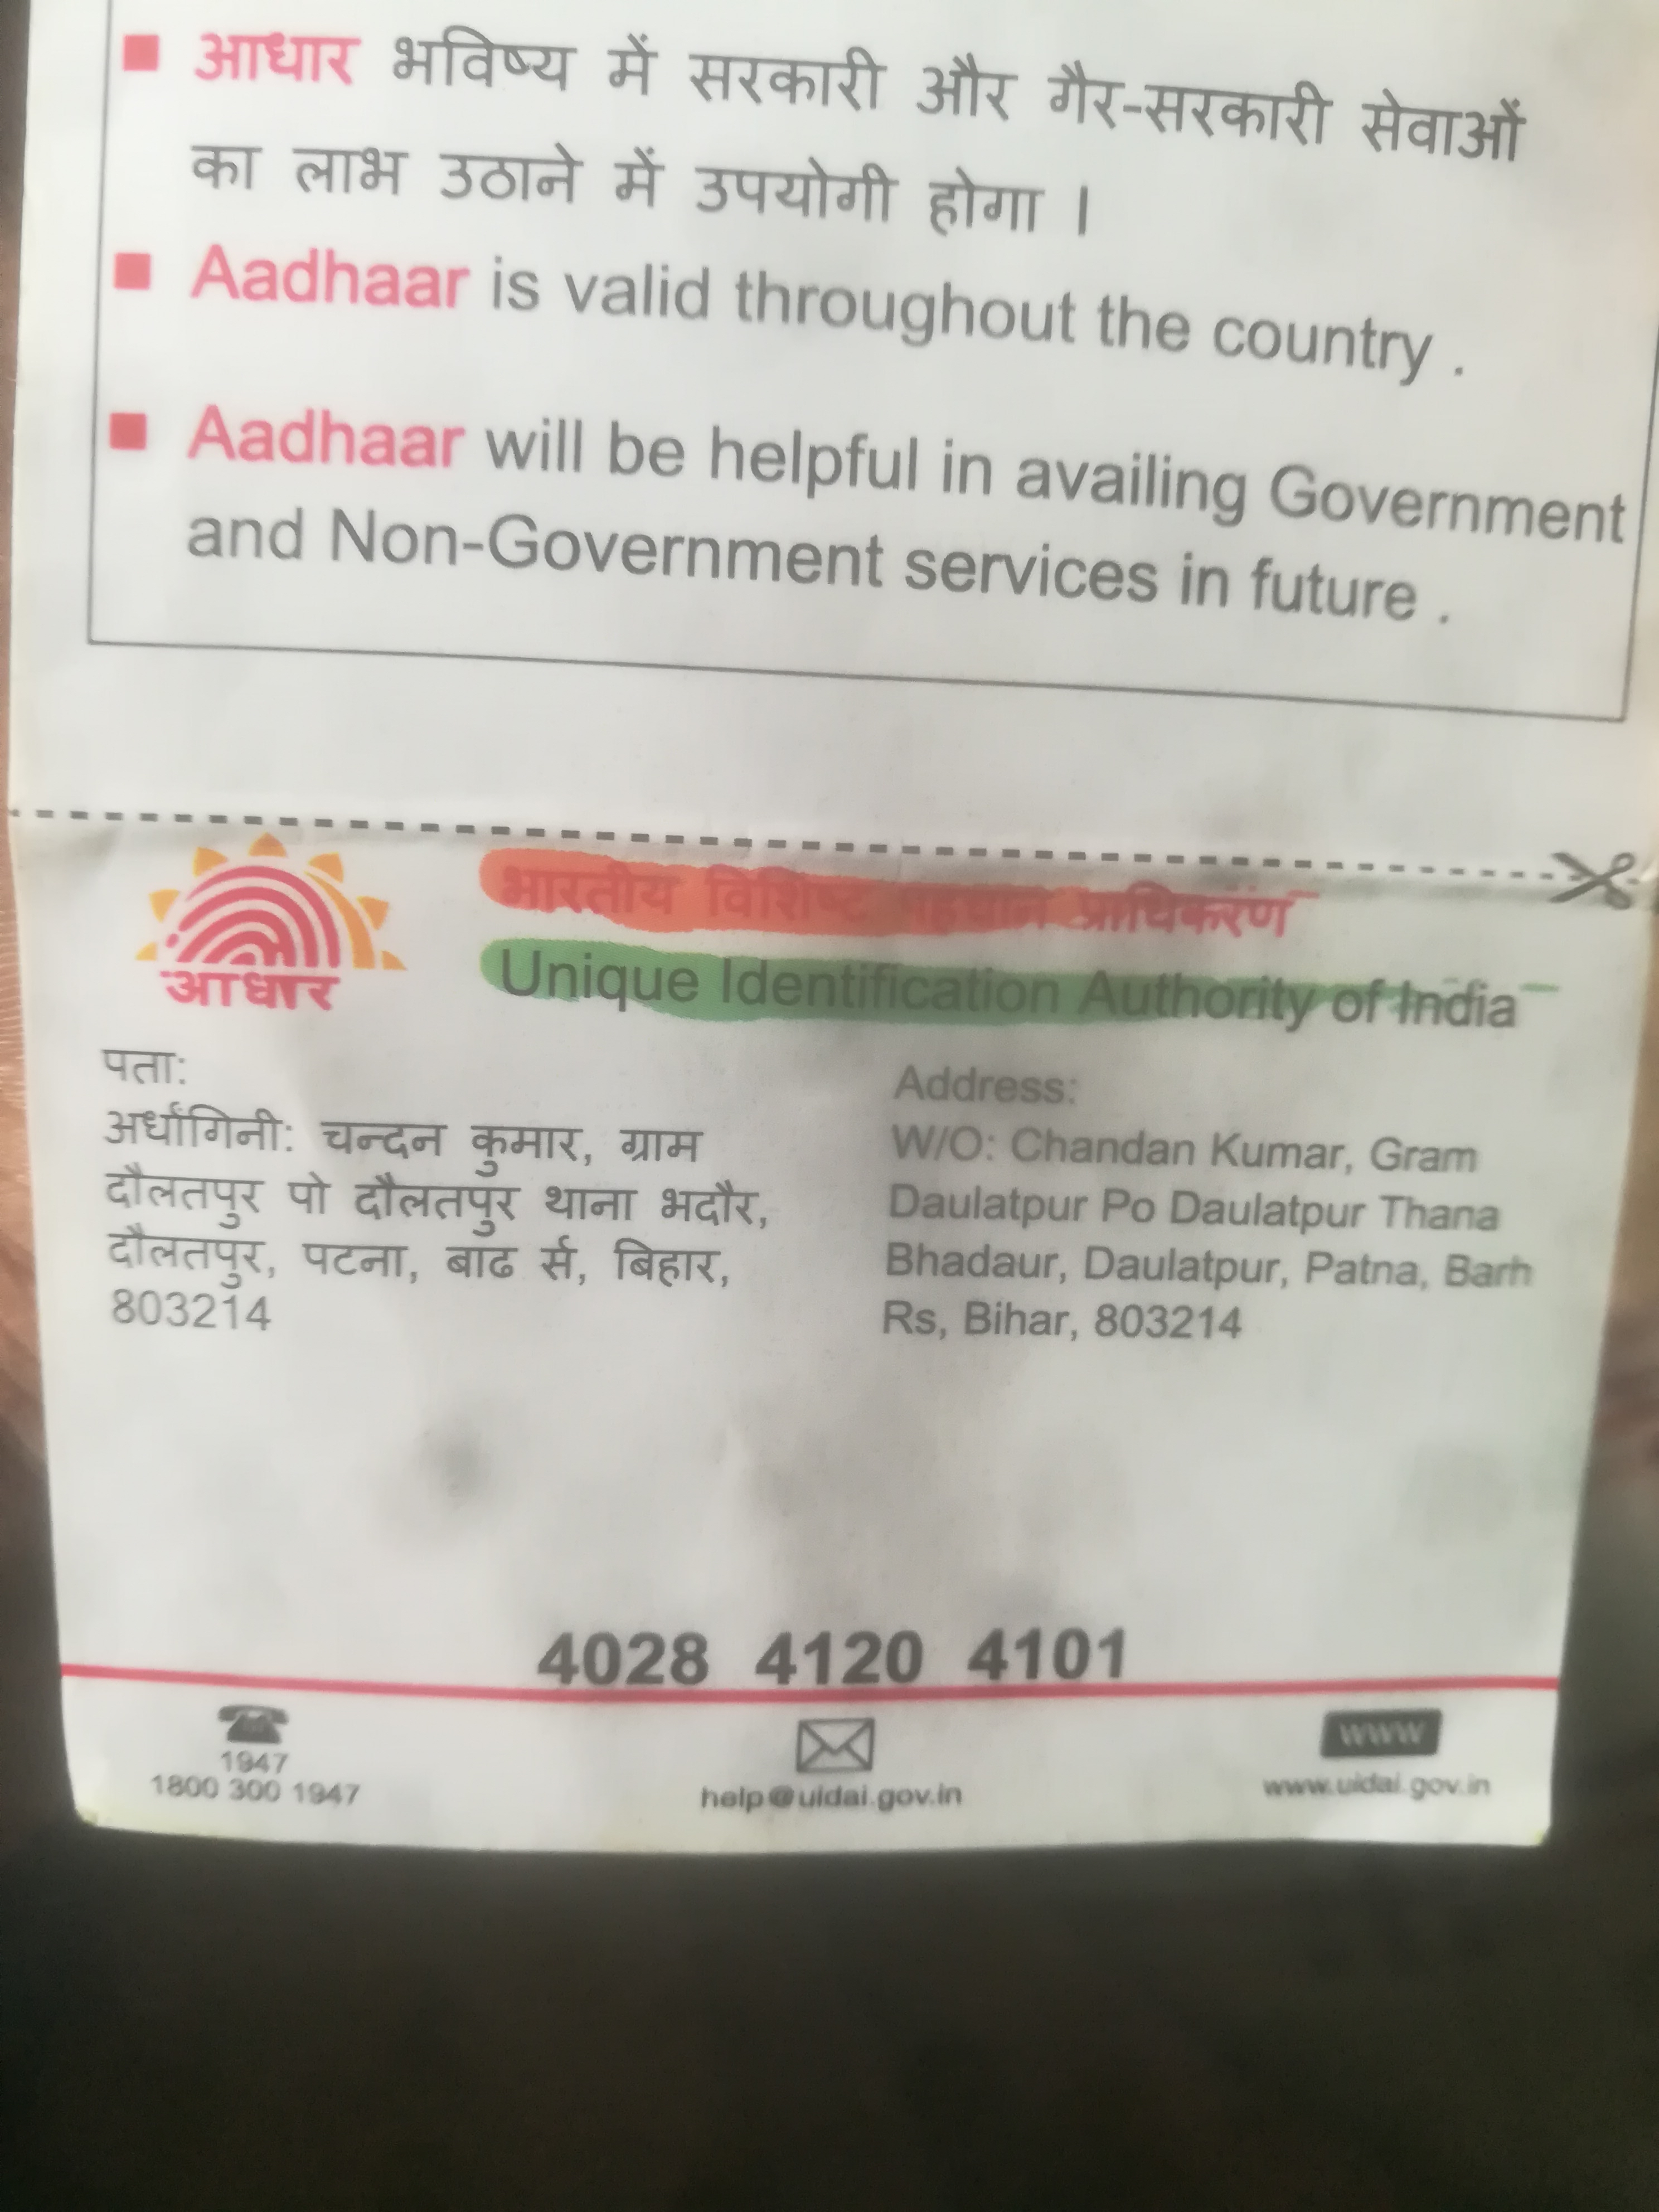 आधार भविष्य में सरकारी और गैर-सरकारी सेवाओं
का लाभ उठाने में उपयोगी होगा ।
Aadhaar is valid throughout the country .
Aadhaar will be helpful in availing Government
and Non-Government services in future .
भारतीय विशिष्ट पहचान प्राधिकरण
Unique Identification Authority of India
आधार
पता:
अर्धांगिनी: चन्दन कुमार, ग्राम
दौलतपुर पो दौलतपुर थाना भदौर,
दौलतपुर, पटना, बाढ र्स, बिहार,
803214
Address:
W/O: Chandan Kumar, Gram
Daulatpur Po Daulatpur Thana
Bhadaur, Daulatpur, Patna, Barh
Rs, Bihar, 803214
4028 4120 4101
1947
1800 300 1947
help@uidai.gov.in
www
www.uidai.gov.in